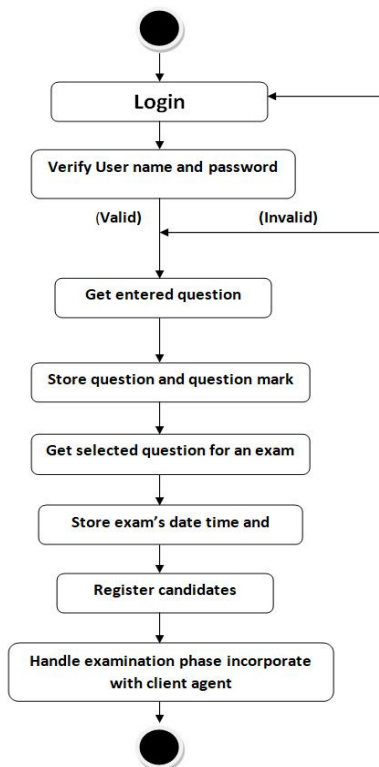 Login
Verify User name and password
(Valid) (Invalid)
Get entered question
Store question and question mark
Get selected question for an exam
Store exam's date time and
Register candidates
Handle examination phase incorporate
with client agent